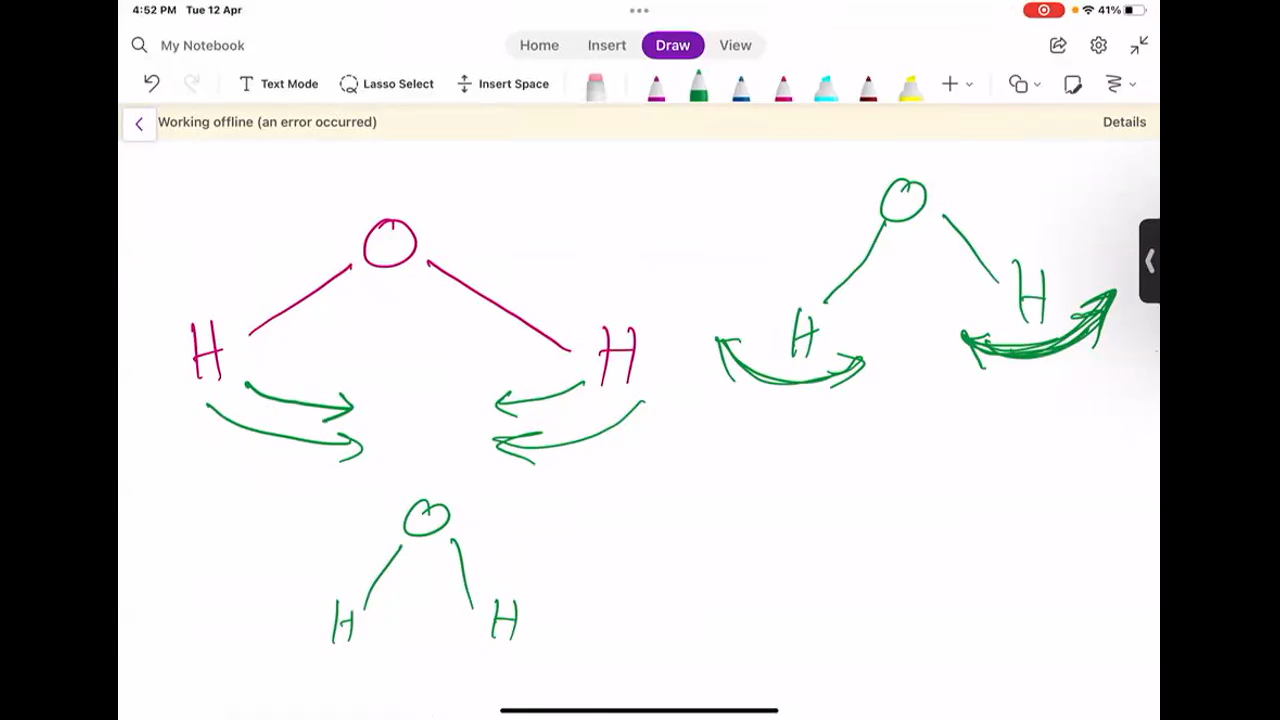 4:52 PM Tue 12 Apr
41%
My Notebook
Home Insert Draw View
Text Mode Lasso Select Insert Space
Working offline (an error occurred) Details
O
O
H
H
H
H
O
H H